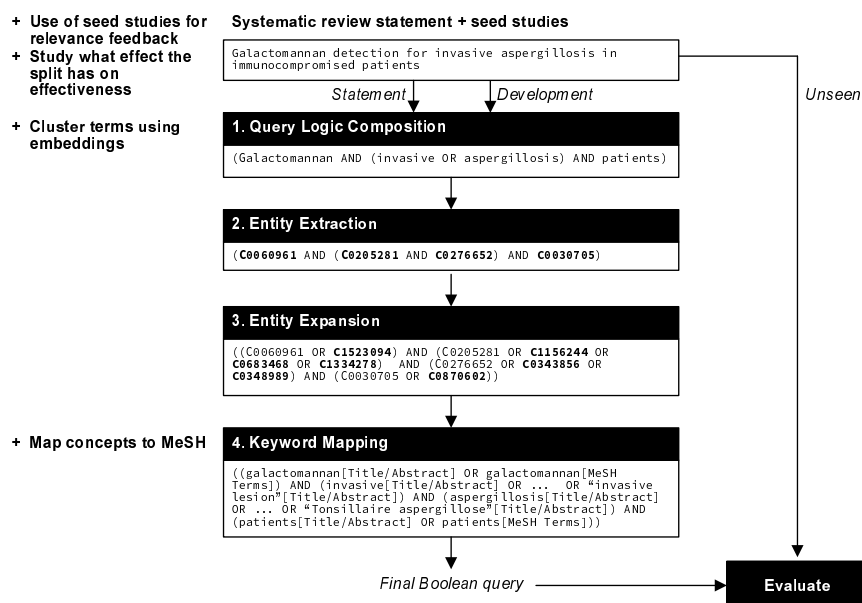 + Use of seed studies for
relevance feedback
+ Study what effect the
split has on
effectiveness
+ Cluster terms using
embeddings
+ Map concepts to MeSH
Systematic review statement + seed studies
Galactomannan detection for invasive aspergillosis in
immunocompromised patients
Statement
Development
Unseen
1. Query Logic Composition
(Galactomannan AND (invasive OR aspergillosis) AND patients)
2. Entity Extraction
(C0060961 AND (C0205281 AND C0276652) AND C0030705)
3. Entity Expansion
((C0060961 OR C1523094) AND (C0205281 OR C1156244 OR
C0683468 OR C1334278) AND (C0276652 OR C0343856 OR
C0348989) AND (C0030705 OR C0870602))
4. Keyword Mapping
((galactomannan[Title/Abstract] OR galactomannan[MeSH
Terms]) AND (invasive[Title/Abstract] OR ... OR “invasive
lesion”[Title/Abstract]) AND (aspergillosis[Title/Abstract]
OR ... OR “Tonsillaire aspergillose”[Title/Abstract]) AND
(patients[Title/Abstract] OR patients[MeSH Terms]))
Final Boolean query
Evaluate